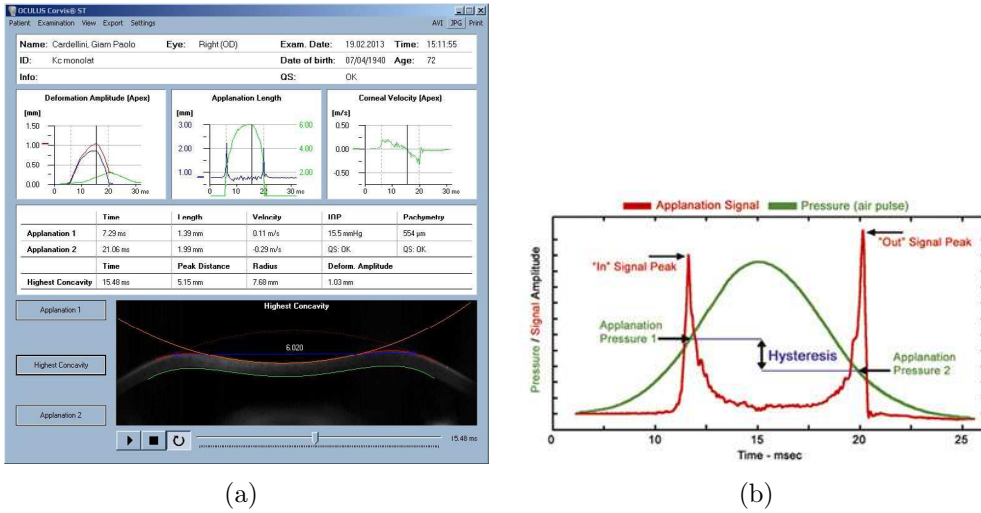 OCULUS Corvis® ST
Patient Examination View Export Settings AVI JPG Print
Name: Cardellini, Giam Paolo Eye: Right (OD) Exam. Date: 19.02.2013 Time: 15:11:55
ID: Kc monolat Date of birth: 07/04/1940 Age: 72
Info: QS: OK
Deformation Amplitude (Apex)
[mm]
1.50
1.00
0.50
0.00
0 10 20 30 ms
Applanation Length
[mm]
3.00 6.00
2.00 4.00
1.00 2.00
0.00 0.00
0 10 30 ms
Corneal Velocity (Apex)
[m/s]
0.50
0.00
-0.50
0 10 20 30 ms
Time Length Velocity IOP Pachymetry
Applanation 1 7.29 ms 1.39 mm 0.11 m/s 15.5 mmHg 554 µm
Applanation 2 21.06 ms 1.99 mm -0.29 m/s QS: OK QS: OK
Time Peak Distance Radius Deform. Amplitude
Highest Concavity 15.48 ms 5.15 mm 7.68 mm 1.03 mm
Applanation 1
Highest Concavity
Applanation 2
Highest Concavity
6.020
15.48 ms
(a)
Applanation Signal Pressure (air pulse)
Pressure / Signal Amplitude
"In" Signal Peak
"Out" Signal Peak
Applanation
Pressure 1
Hysteresis
Applanation
Pressure 2
0 10 15 20 25
Time - msec
(b)